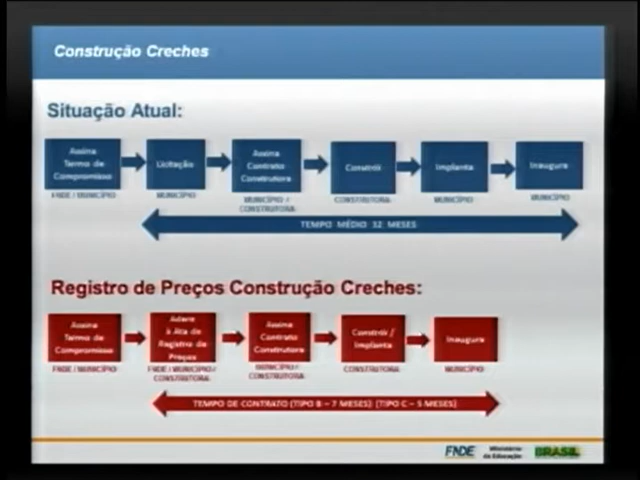 Construção Creches
Situação Atual:
Assina
Termo de
Compromisso
Licitação
Assina
Contrato
Construtora
Constrói
Implanta
Inaugura
FNDE / MUNICÍPIO
MUNICÍPIO
MUNICÍPIO /
CONSTRUTORA
CONSTRUTORA
MUNICÍPIO
MUNICÍPIO
TEMPO MÉDIO 32 MESES
Registro de Preços Construção Creches:
Assina
Termo de
Compromisso
Adere
à Ata de
Registro de
Preços
Assina
Contrato
Construtora
Constrói /
Implanta
Inaugura
FNDE / MUNICÍPIO
FNDE / MUNICÍPIO /
CONSTRUTORA
MUNICÍPIO /
CONSTRUTORA
CONSTRUTORA
MUNICÍPIO
TEMPO DE CONTRATO (TIPO B – 7 MESES) (TIPO C – 5 MESES)
FNDE
Ministério
da Educação
BRASIL